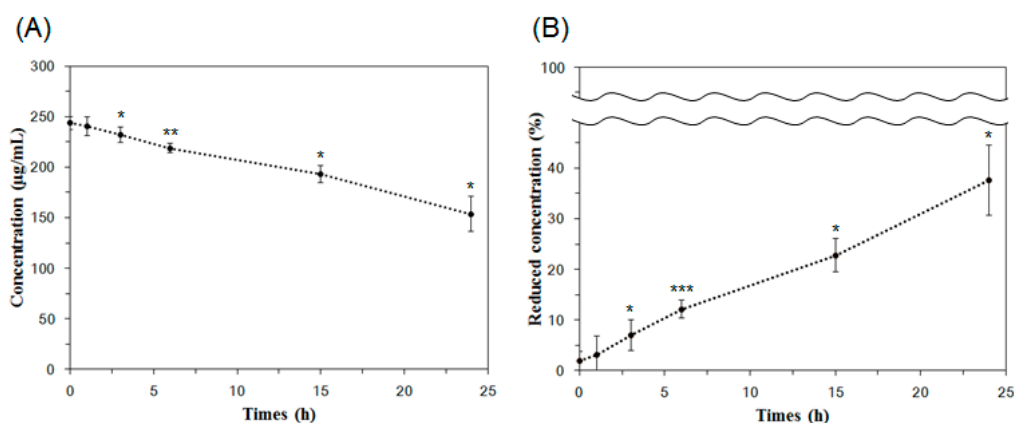 (A)
Concentration (µg/mL)
300
250
200
150
100
50
0
*
**
*
*
0 5 10 15 20 25
Times (h)
(B)
Reduced concentration (%)
100
40
30
20
10
0
*
***
*
*
0 5 10 15 20 25
Times (h)